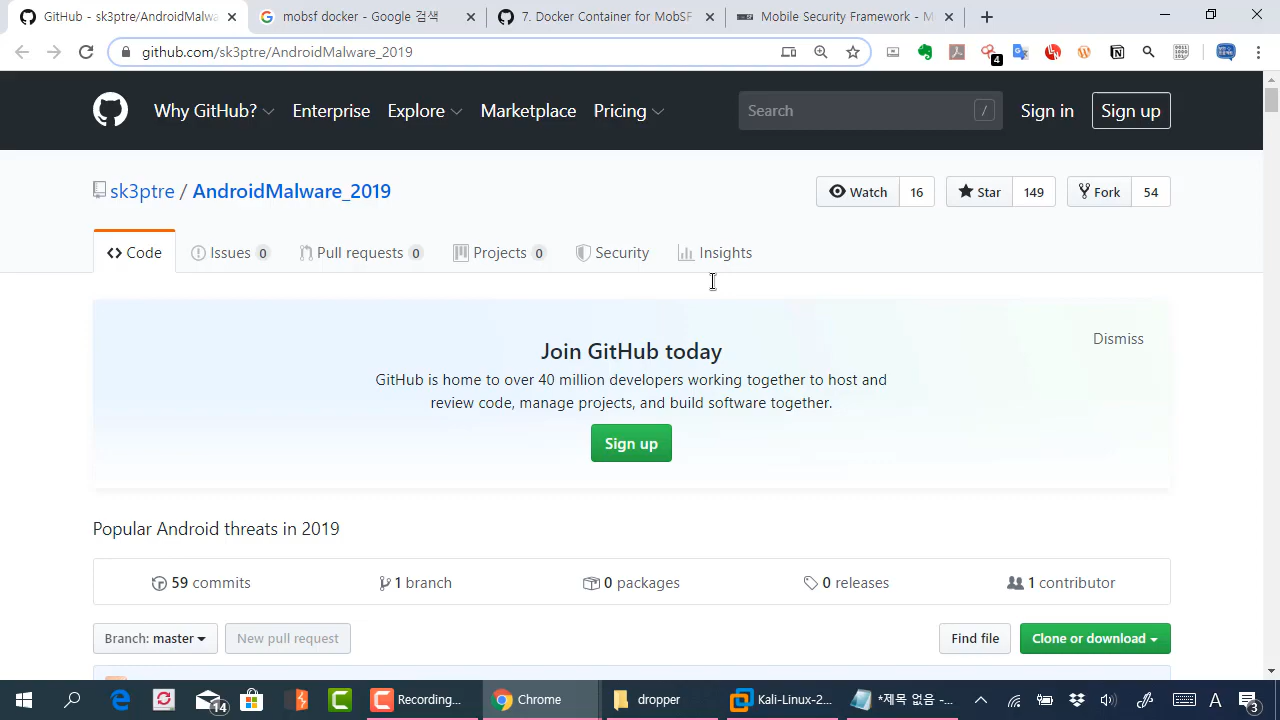 GitHub - sk3ptre/AndroidMalwa
mobsf docker - Google 검색
7. Docker Container for MobSF
Mobile Security Framework - M
github.com/sk3ptre/AndroidMalware_2019
4
Why GitHub? Enterprise Explore Marketplace Pricing
Search /
Sign in Sign up
sk3ptre / AndroidMalware_2019
Watch 16 Star 149 Fork 54
Code Issues 0 Pull requests 0 Projects 0 Security Insights
Dismiss
Join GitHub today
GitHub is home to over 40 million developers working together to host and
review code, manage projects, and build software together.
Sign up
Popular Android threats in 2019
59 commits 1 branch 0 packages 0 releases 1 contributor
Branch: master New pull request Find file Clone or download
14 Recording... Chrome dropper Kali-Linux-2... *제목 없음 -... A 3